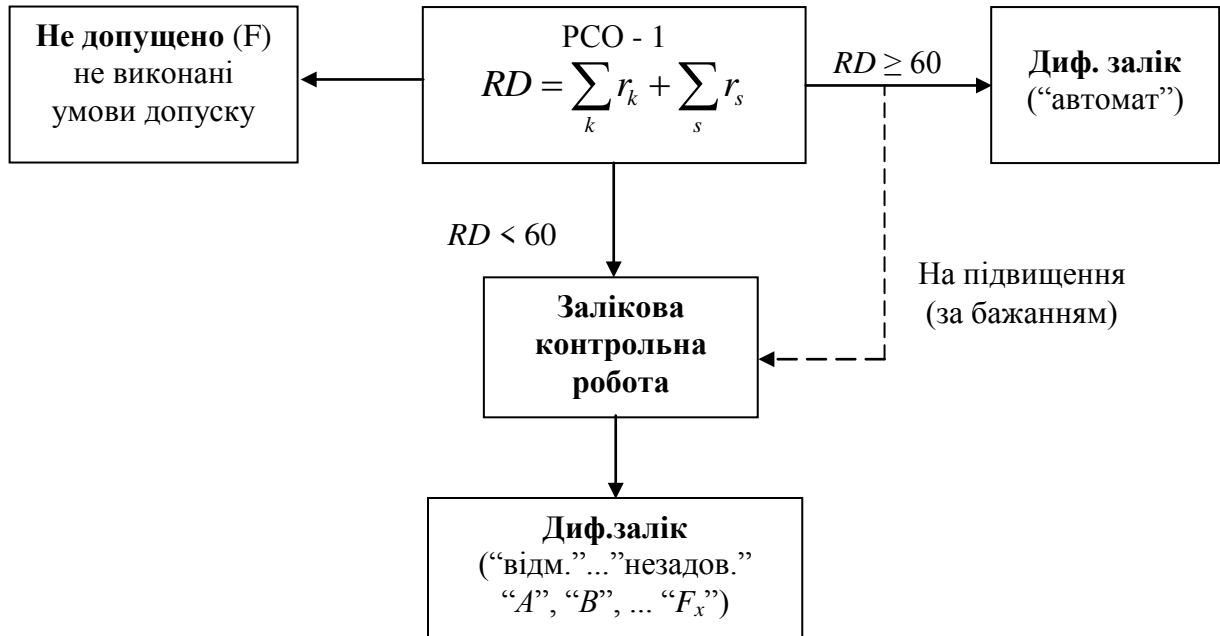 Не допущено (F)
не виконані
умови допуску
РСО - 1
RD = ∑ r_k + ∑ r_s
k s
RD ≥ 60
Диф. залік
(“автомат”)
RD < 60
На підвищення
(за бажанням)
Залікова
контрольна
робота
Диф.залік
(“відм.”...”незадов.”
“A”, “B”, ... “F_x”)